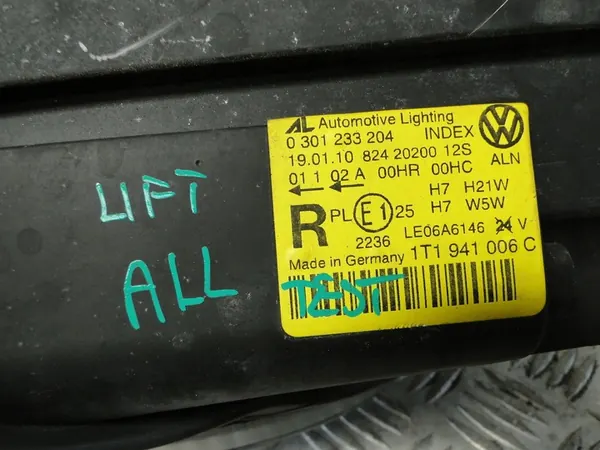 AL Automotive Lighting
0 301 233 204 INDEX
19.01.10 824 20200 12S ALN
01 1 02 A 00HR 00HC
R PL E1 25 H7 H21W
H7 W5W
2236 LE06A6146 24 V
Made in Germany 1T1 941 006 C
TEST
LIFT
ALL